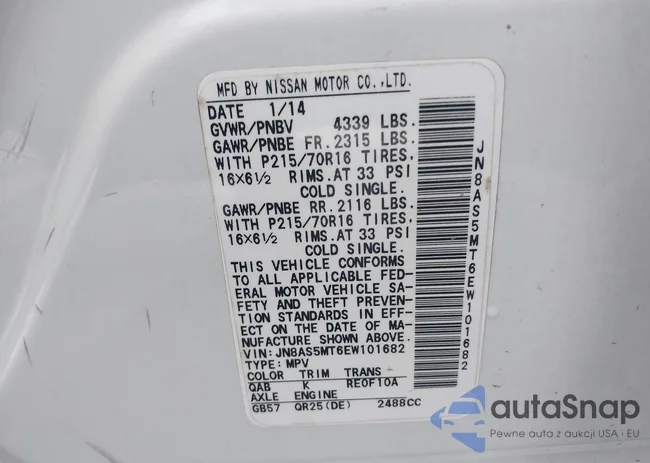 MFD BY NISSAN MOTOR CO.,LTD.
DATE 1/14
GVWR/PNBV 4339 LBS.
GAWR/PNBE FR. 2315 LBS.
WITH P215/70R16 TIRES,
16X6½ RIMS.AT 33 PSI
COLD SINGLE.
GAWR/PNBE RR. 2116 LBS.
WITH P215/70R16 TIRES,
16X6½ RIMS.AT 33 PSI
COLD SINGLE.
THIS VEHICLE CONFORMS
TO ALL APPLICABLE FED-
ERAL MOTOR VEHICLE SA-
FETY AND THEFT PREVEN-
TION STANDARDS IN EFF-
ECT ON THE DATE OF MA-
NUFACTURE SHOWN ABOVE.
VIN:JN8AS5MT6EW101682
TYPE:MPV
COLOR TRIM TRANS
QAB K RE0F10A
AXLE ENGINE
GB57 QR25(DE) 2488CC
JN8AS5MT6EW101682
autoSnap
Pewne auta z aukcji USA i EU